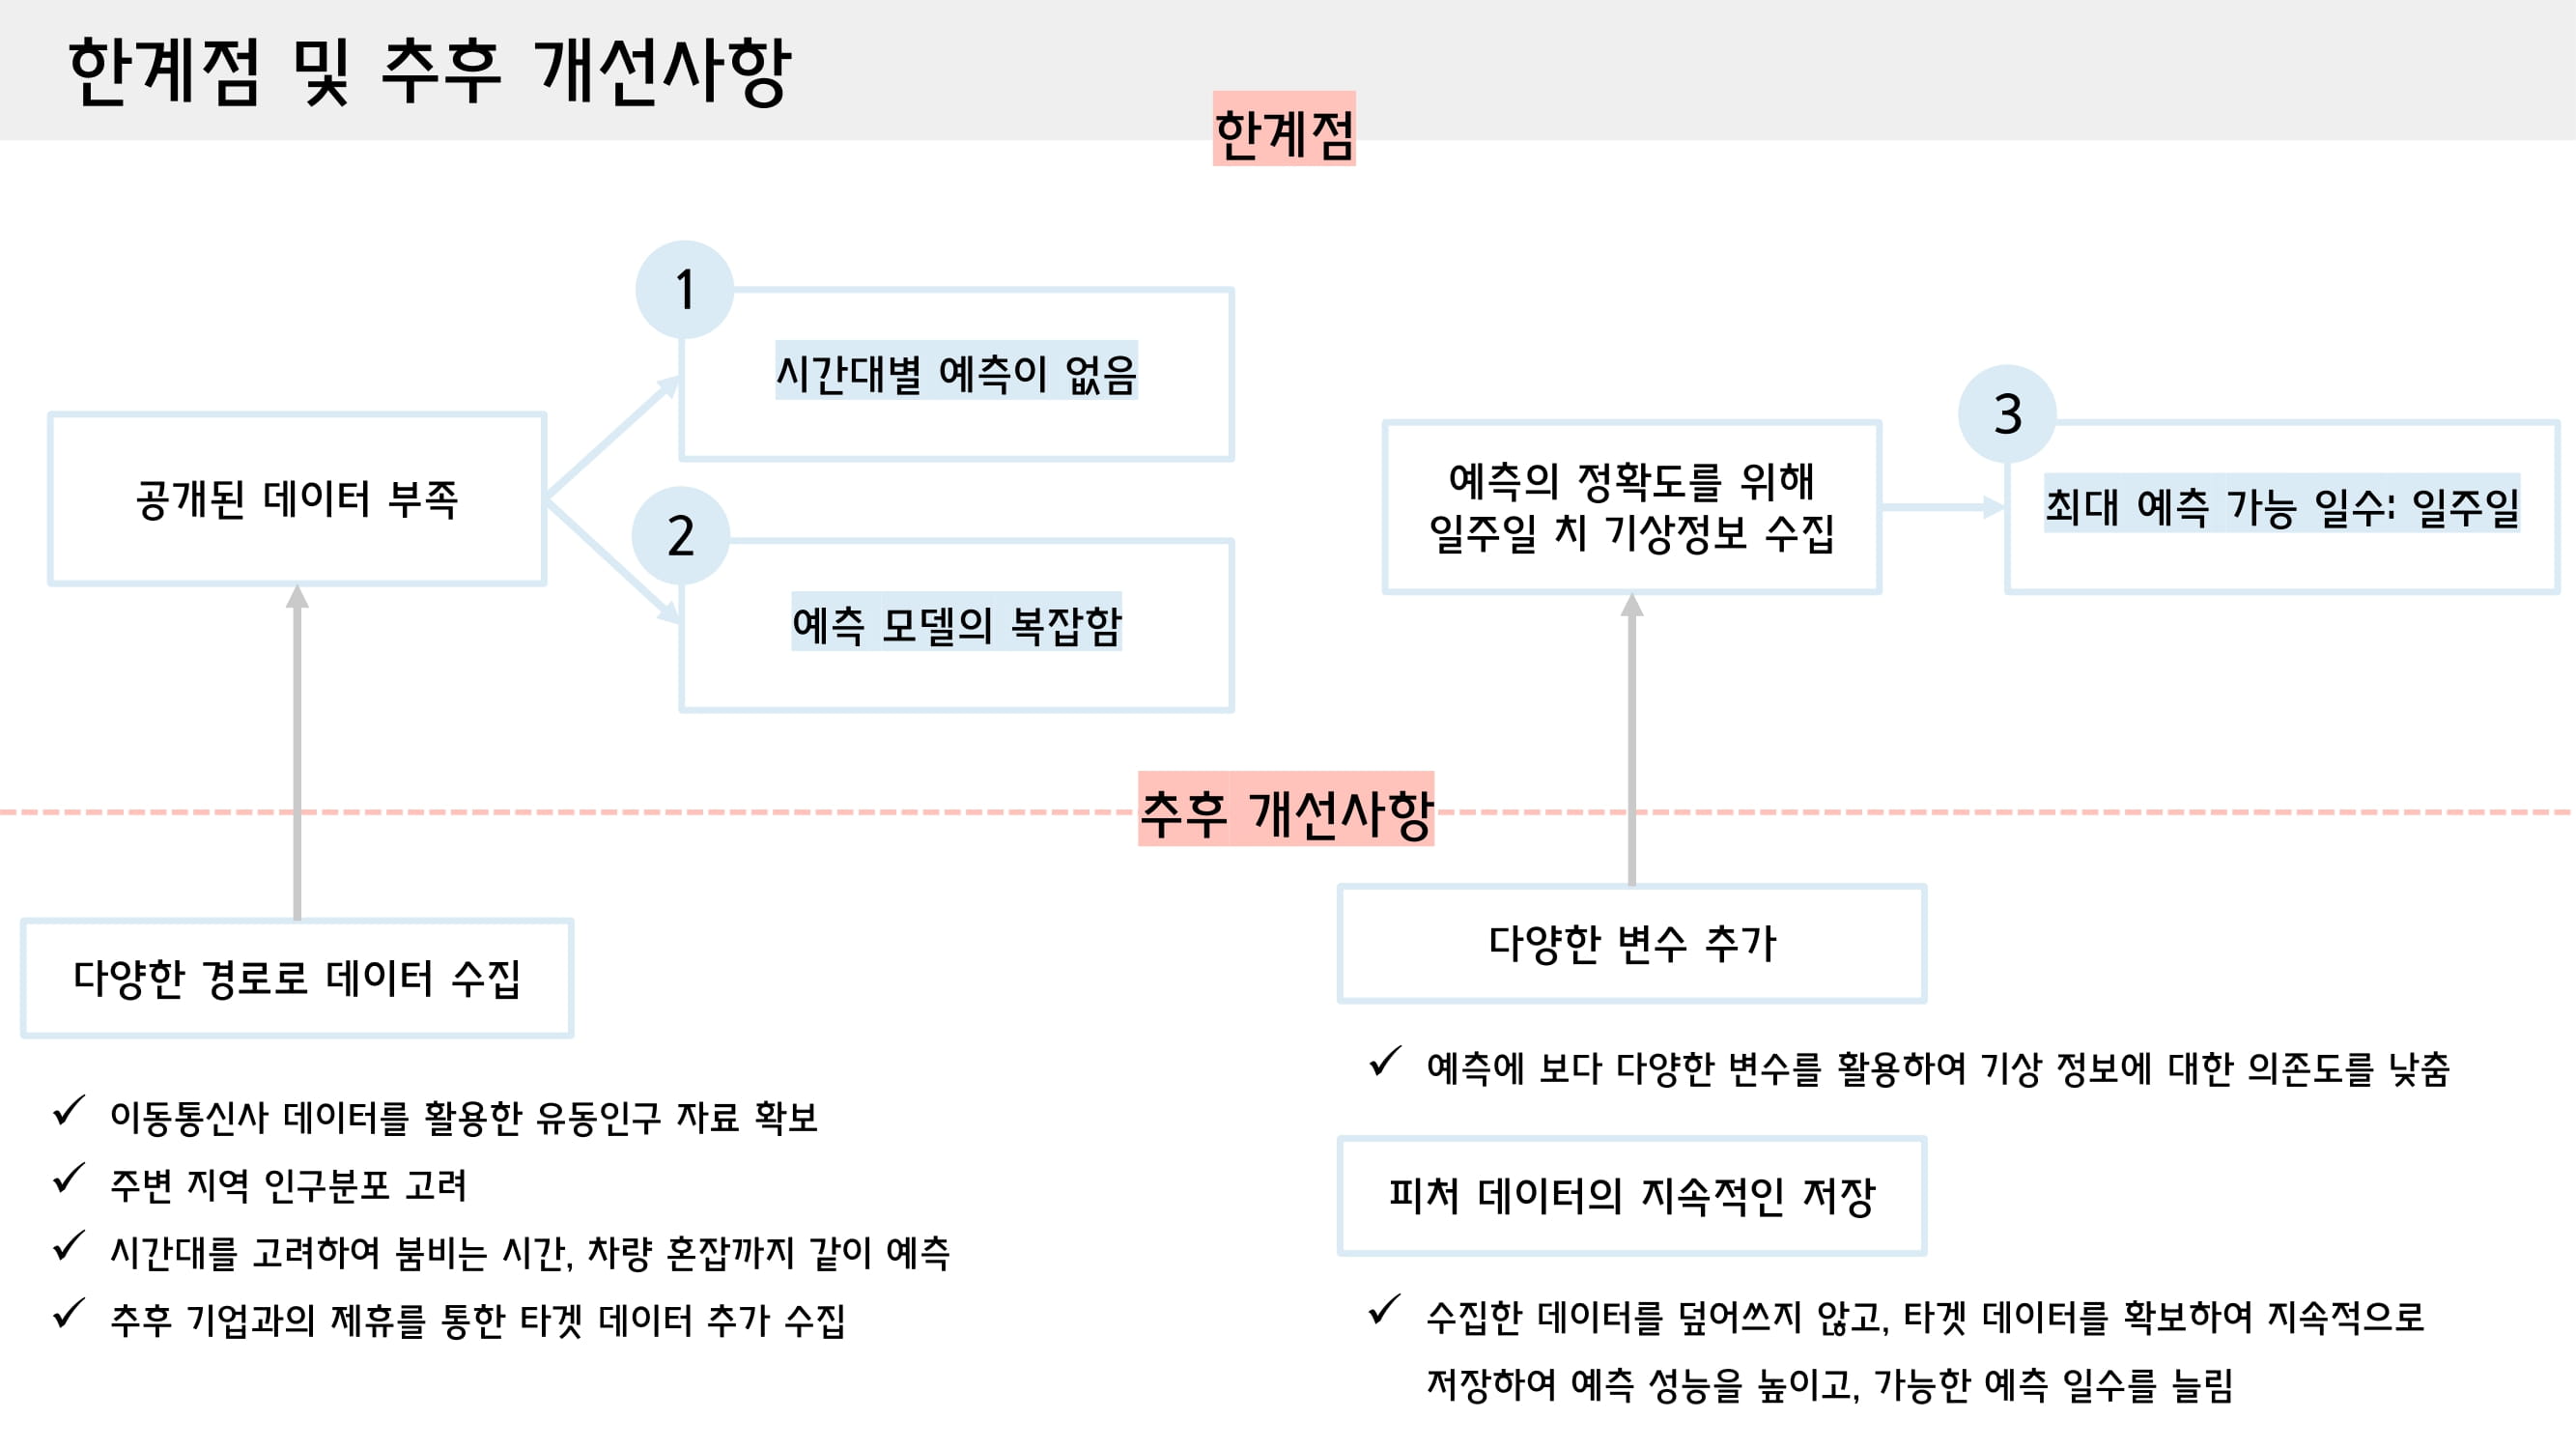 한계점 및 추후 개선사항
한계점
1
시간대별 예측이 없음
공개된 데이터 부족
2
예측 모델의 복잡함
예측의 정확도를 위해
일주일 치 기상정보 수집
3
최대 예측 가능 일수: 일주일
추후 개선사항
다양한 경로로 데이터 수집
✓ 이동통신사 데이터를 활용한 유동인구 자료 확보
✓ 주변 지역 인구분포 고려
✓ 시간대를 고려하여 붐비는 시간, 차량 혼잡까지 같이 예측
✓ 추후 기업과의 제휴를 통한 타겟 데이터 추가 수집
다양한 변수 추가
✓ 예측에 보다 다양한 변수를 활용하여 기상 정보에 대한 의존도를 낮춤
피처 데이터의 지속적인 저장
✓ 수집한 데이터를 덮어쓰지 않고, 타겟 데이터를 확보하여 지속적으로
저장하여 예측 성능을 높이고, 가능한 예측 일수를 늘림